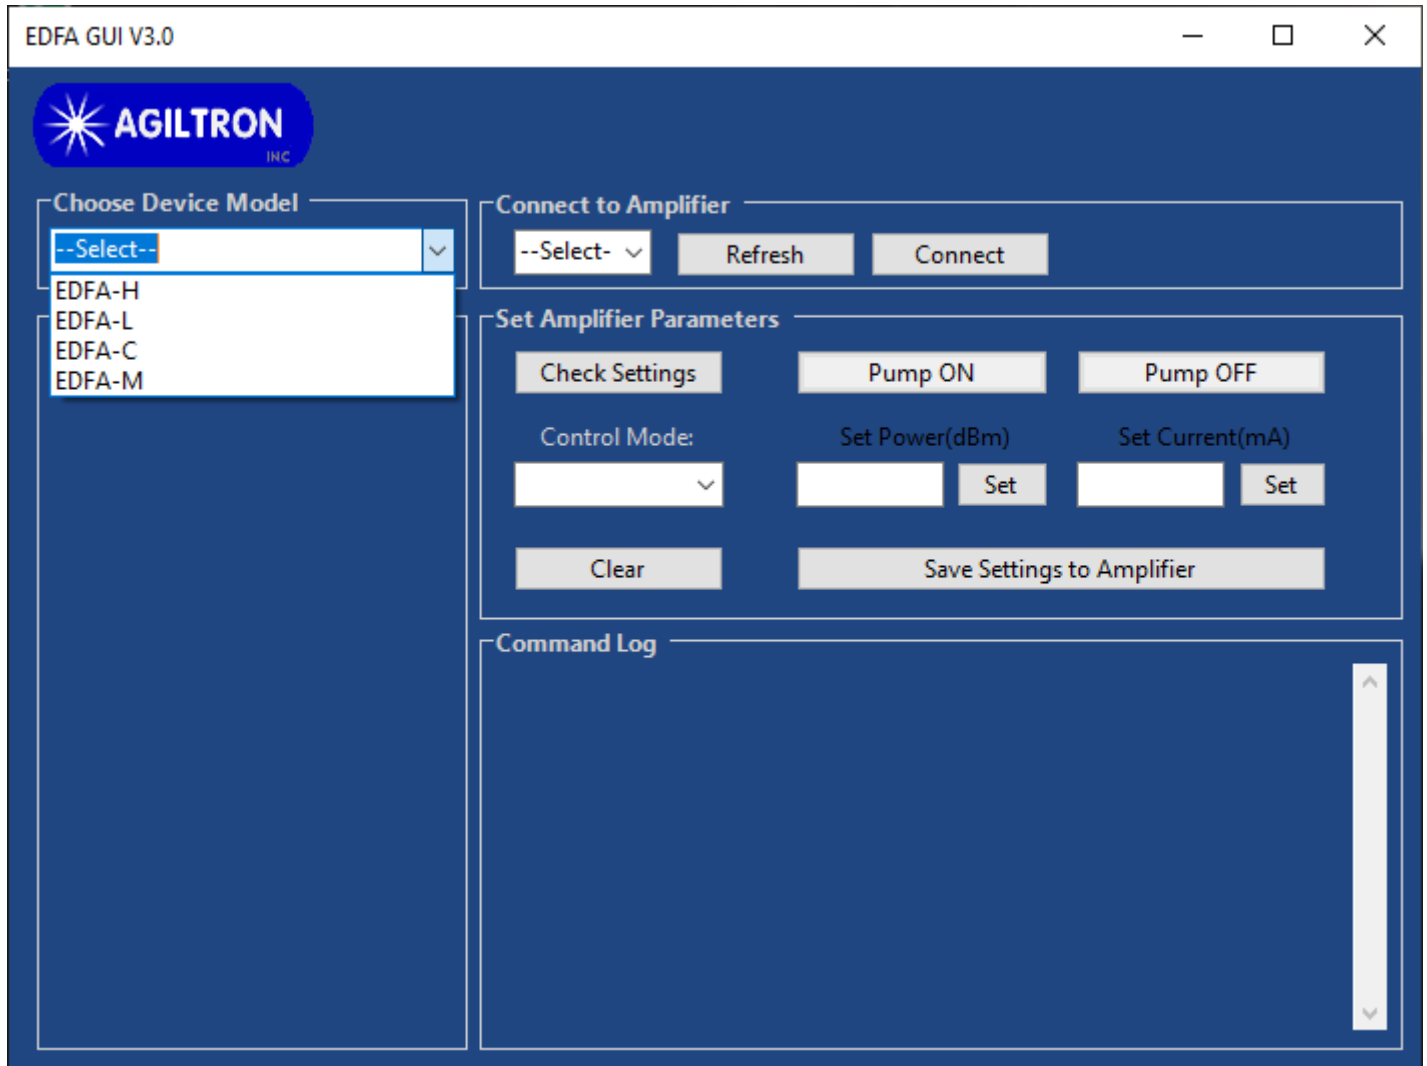 EDFA GUI V3.0
AGILTRON
INC
Choose Device Model
--Select--
EDFA-H
EDFA-L
EDFA-C
EDFA-M
Connect to Amplifier
--Select-
Refresh
Connect
Set Amplifier Parameters
Check Settings
Pump ON
Pump OFF
Control Mode:
Set Power(dBm)
Set Current(mA)
Set
Set
Clear
Save Settings to Amplifier
Command Log